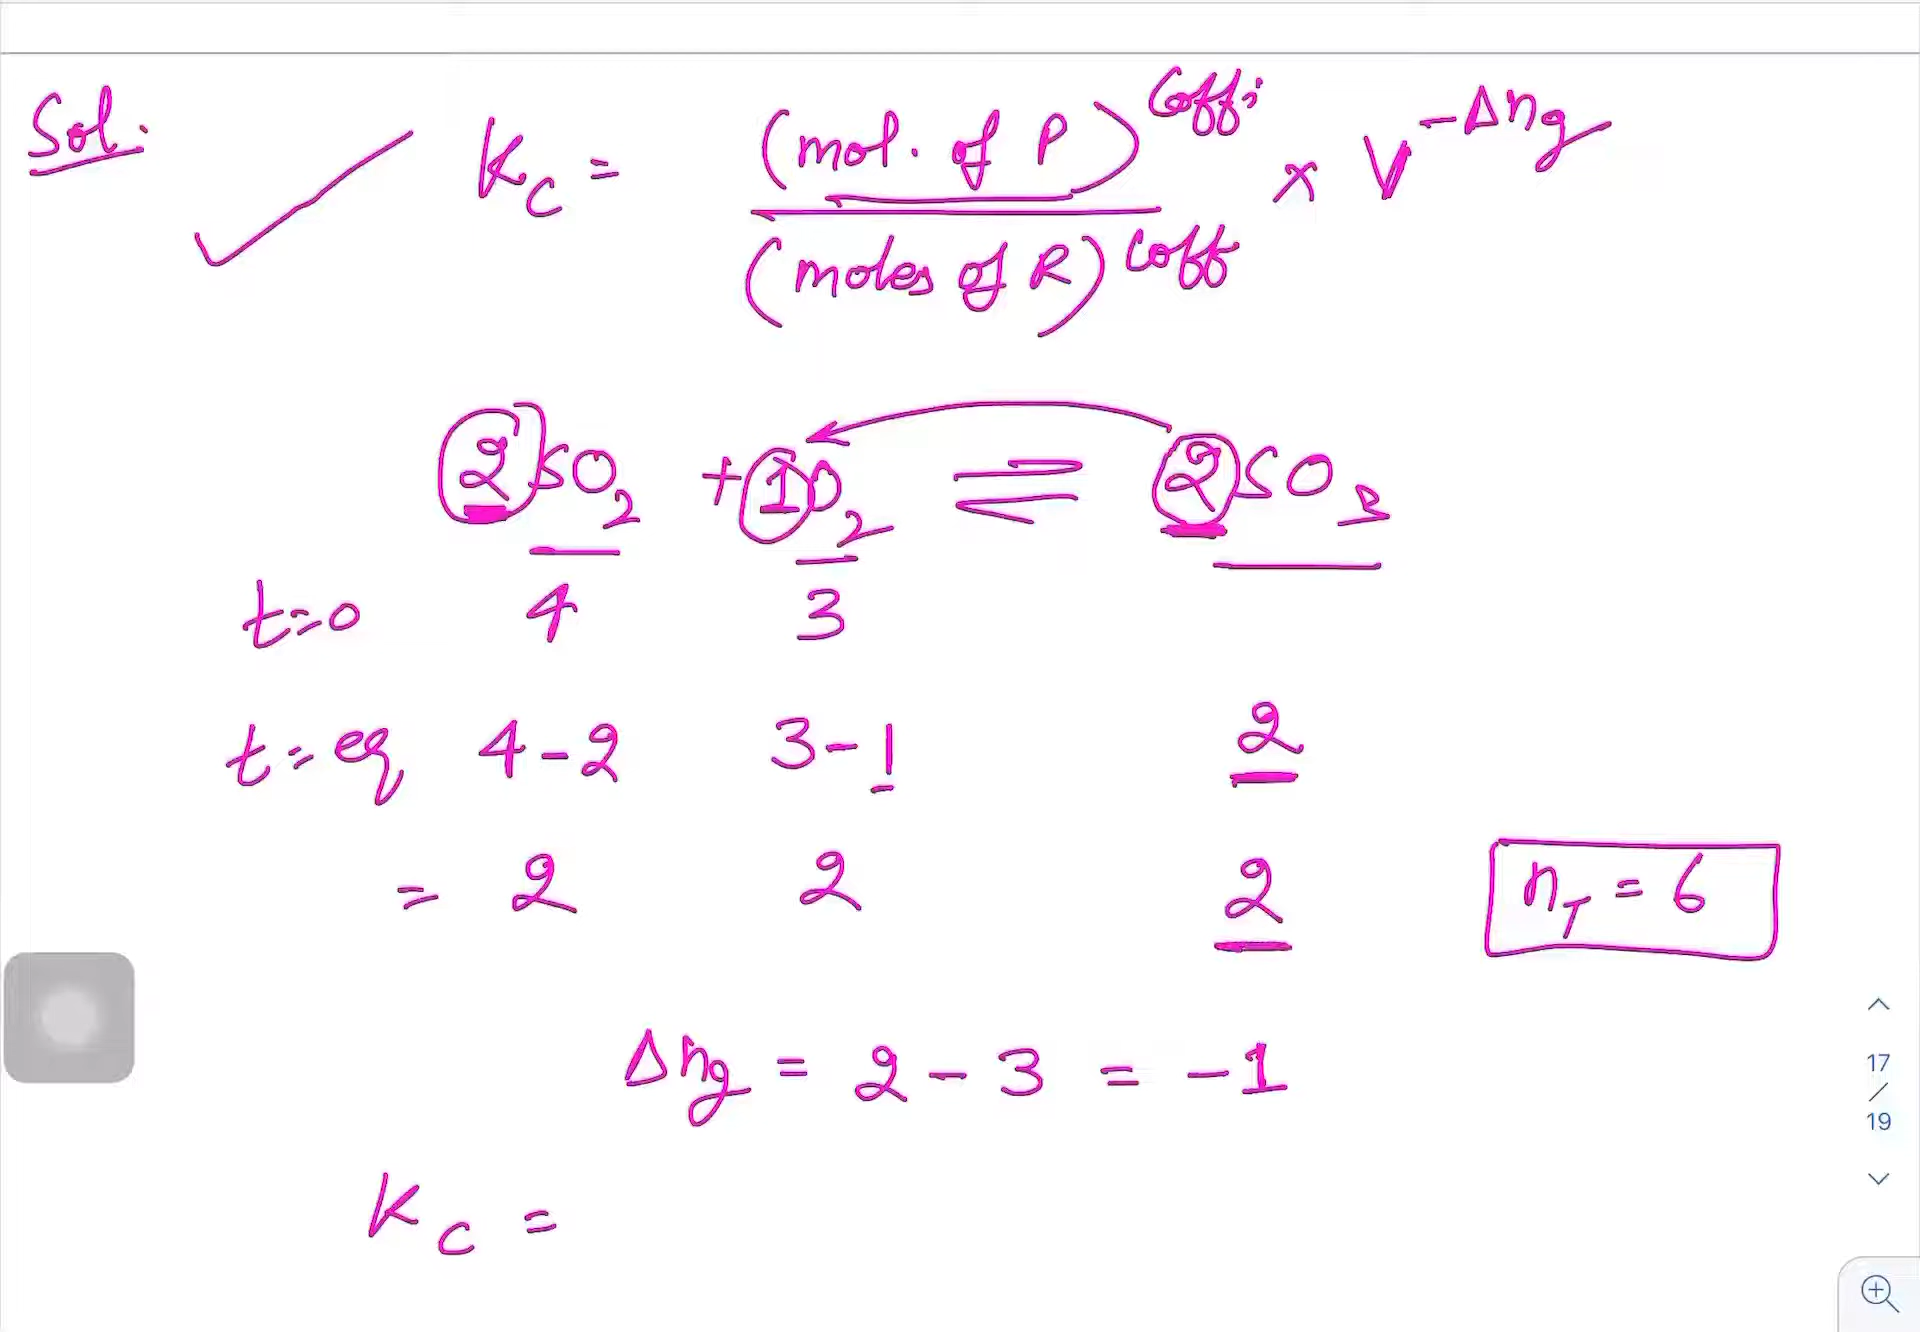 Sol:
Kc = (mol. of P)^Coff; / (moles of R)^Coff × V^-Δng
2SO2 + 1O2 ⇌ 2SO3
t=0 4 3
t=eq 4-2 3-1 2
= 2 2 2 nT = 6
Δng = 2 - 3 = -1
Kc =
17
/
19